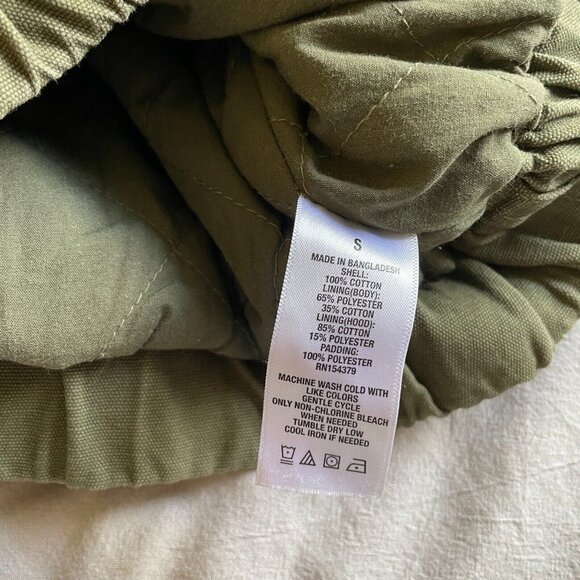 S
MADE IN BANGLADESH
SHELL:
100% COTTON
LINING(BODY):
65% POLYESTER
35% COTTON
LINING(HOOD):
85% COTTON
15% POLYESTER
PADDING:
100% POLYESTER
RN154379
MACHINE WASH COLD WITH
LIKE COLORS
GENTLE CYCLE
ONLY NON-CHLORINE BLEACH
WHEN NEEDED
TUMBLE DRY LOW
COOL IRON IF NEEDED